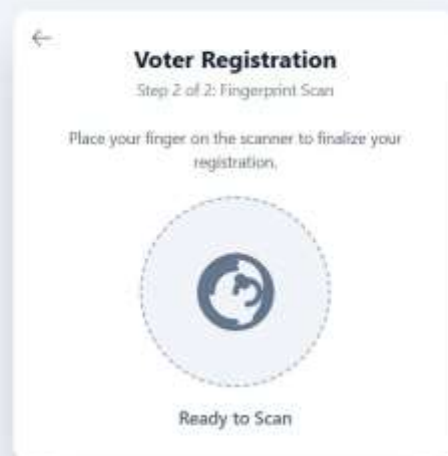 Voter Registration
Step 2 of 2: Fingerprint Scan
Place your finger on the scanner to finalize your
registration.
Ready to Scan